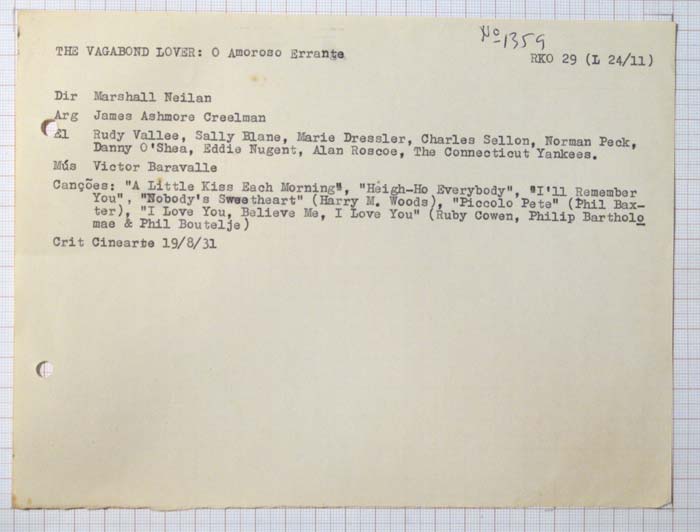 Nº 1359
THE VAGABOND LOVER: O Amoroso Errante
RKO 29 (L 24/11)
Dir Marshall Neilan
Arg James Ashmore Creelman
El Rudy Vallee, Sally Blane, Marie Dressler, Charles Sellon, Norman Peck,
Danny O'Shea, Eddie Nugent, Alan Roscoe, The Connecticut Yankees.
Mús Victor Baravalle
Canções: "A Little Kiss Each Morning", "Heigh-Ho Everybody", "I'll Remember
You", "Nobody's Sweetheart" (Harry M. Woods), "Piccolo Pete" (Phil Bax-
ter), "I Love You, Believe Me, I Love You" (Ruby Cowen, Philip Bartholo
mae & Phil Boutelje)
Crit Cinearte 19/8/31